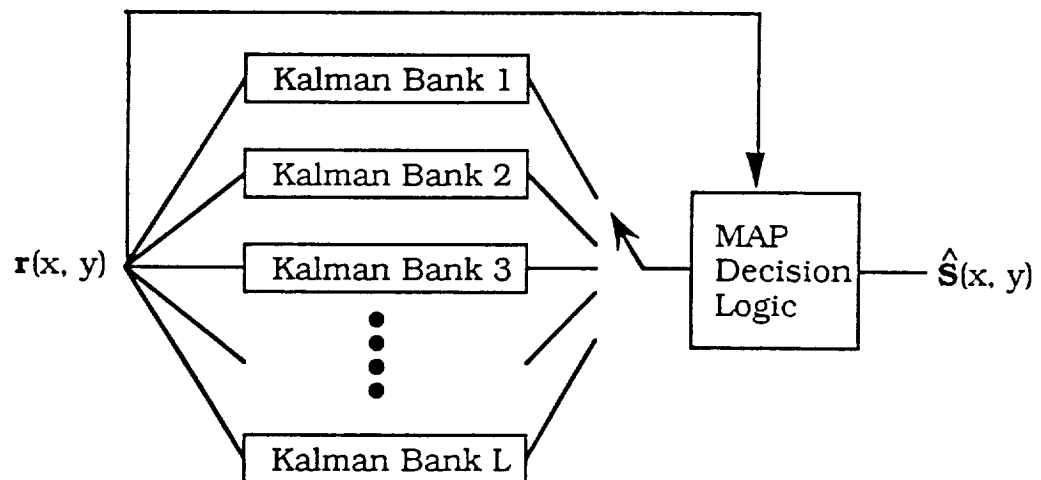 Kalman Bank 1
Kalman Bank 2
r(x, y)
Kalman Bank 3
MAP
Decision
Logic
Ŝ(x, y)
Kalman Bank L